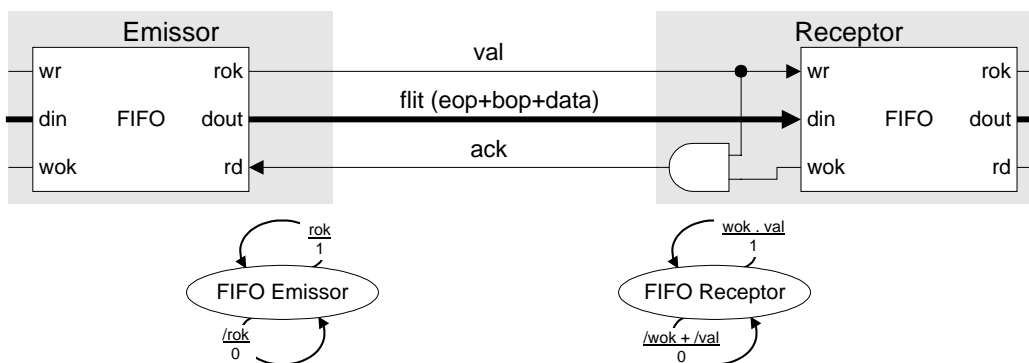 Emissor
Receptor
wr
rok
val
wr
rok
din
FIFO
dout
flit (eop+bop+data)
din
FIFO
dout
wok
rd
ack
wok
rd
rok
1
FIFO Emissor
/rok
0
wok . val
1
FIFO Receptor
/wok + /val
0